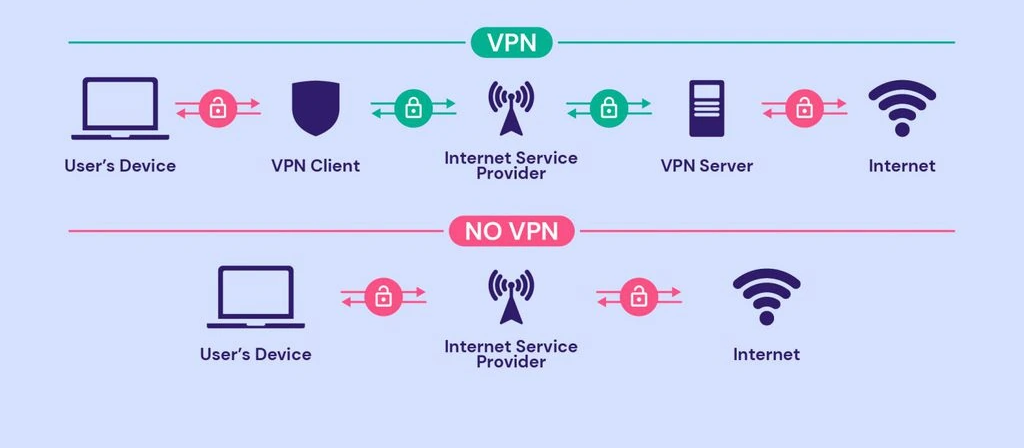 VPN
User's Device
VPN Client
Internet Service
Provider
VPN Server
Internet
NO VPN
User's Device
Internet Service
Provider
Internet